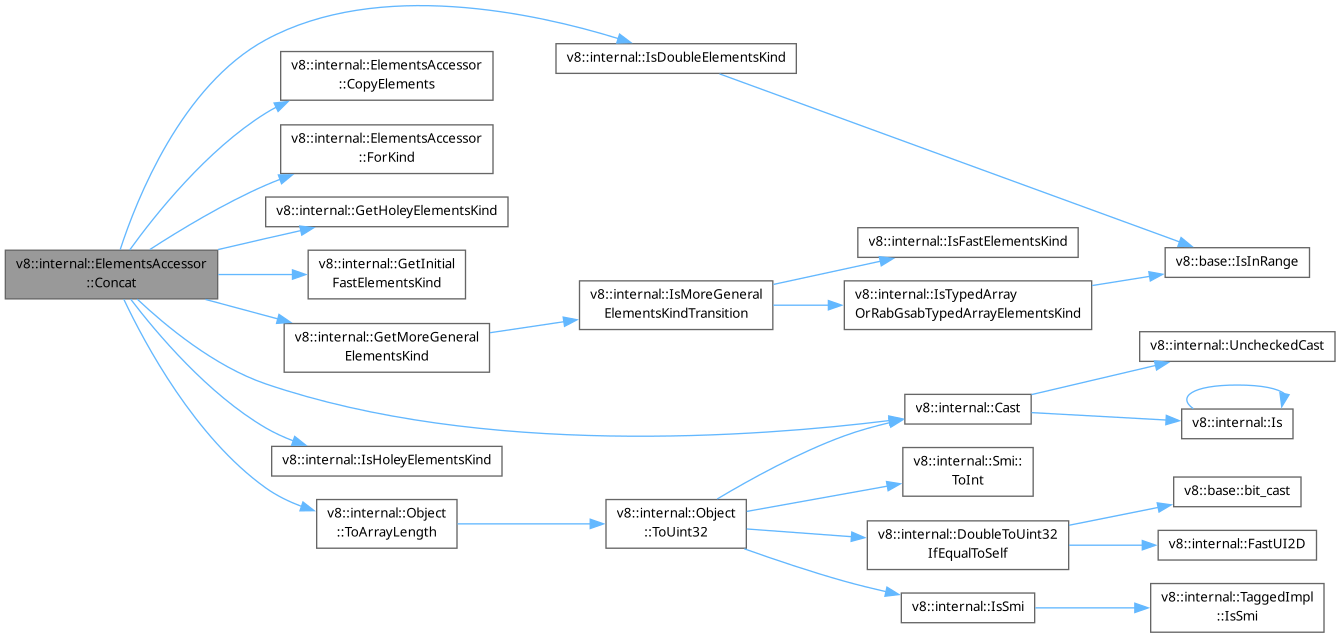 v8::internal::ElementsAccessor
::Concat
v8::internal::ElementsAccessor
::CopyElements
v8::internal::ElementsAccessor
::ForKind
v8::internal::GetHoleyElementsKind
v8::internal::GetInitial
FastElementsKind
v8::internal::GetMoreGeneral
ElementsKind
v8::internal::IsHoleyElementsKind
v8::internal::Object
::ToArrayLength
v8::internal::IsDoubleElementsKind
v8::internal::IsMoreGeneral
ElementsKindTransition
v8::internal::Object
::ToUint32
v8::internal::IsFastElementsKind
v8::internal::IsTypedArray
OrRabGsabTypedArrayElementsKind
v8::internal::Cast
v8::internal::Smi::
ToInt
v8::internal::DoubleToUint32
IfEqualToSelf
v8::internal::IsSmi
v8::base::IsInRange
v8::internal::UncheckedCast
v8::internal::Is
v8::base::bit_cast
v8::internal::FastUI2D
v8::internal::TaggedImpl
::IsSmi